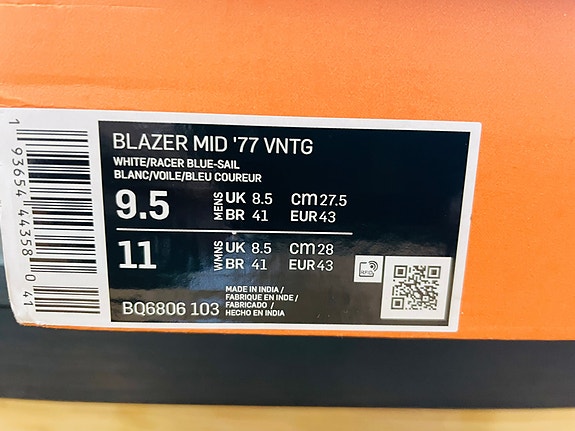 BLAZER MID '77 VNTG
WHITE/RACER BLUE-SAIL
BLANC/VOILE/BLEU COUREUR
9.5 MENS UK 8.5 CM 27.5
BR 41 EUR 43
11 WMNS UK 8.5 CM 28
BR 41 EUR 43
MADE IN INDIA /
FABRIQUE EN INDE /
FABRICADO /
HECHO EN INDIA
BQ6806 103
1 93654 44358 0 41